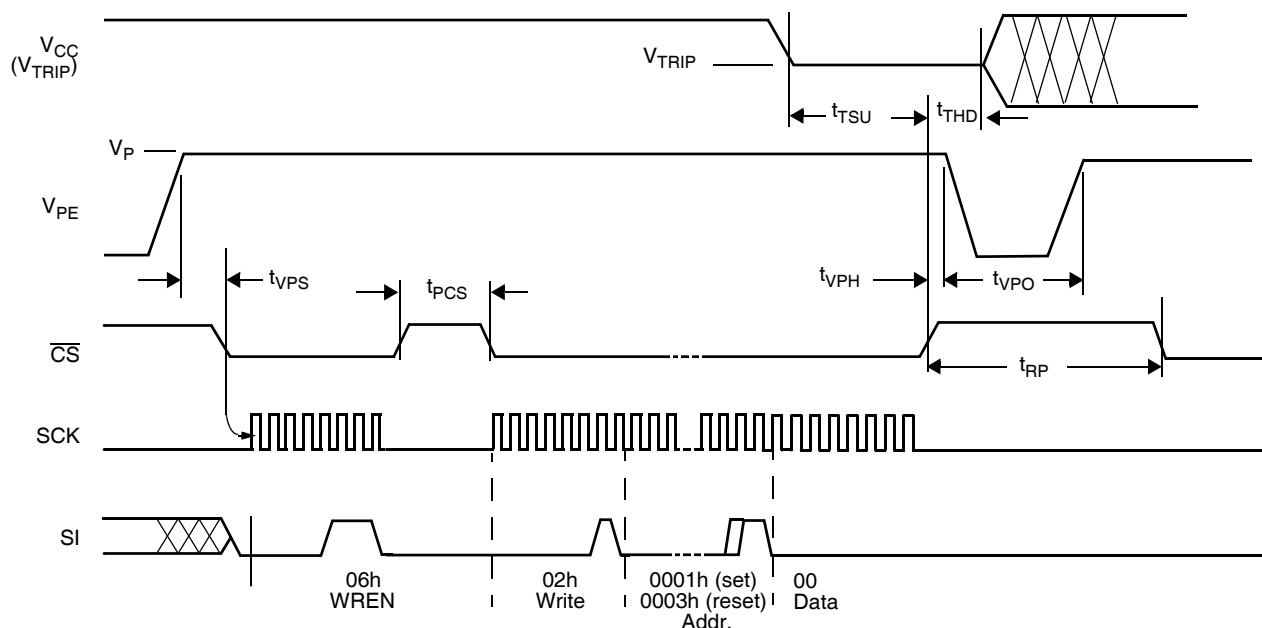 VCC
(VTRIP)
VTRIP
tTSU
tTHD
VP
VPE
tVPS
tPCS
tVPH
tVPO
CS
tRP
SCK
SI
06h
WREN
02h
Write
0001h (set)
0003h (reset)
Addr.
00
Data